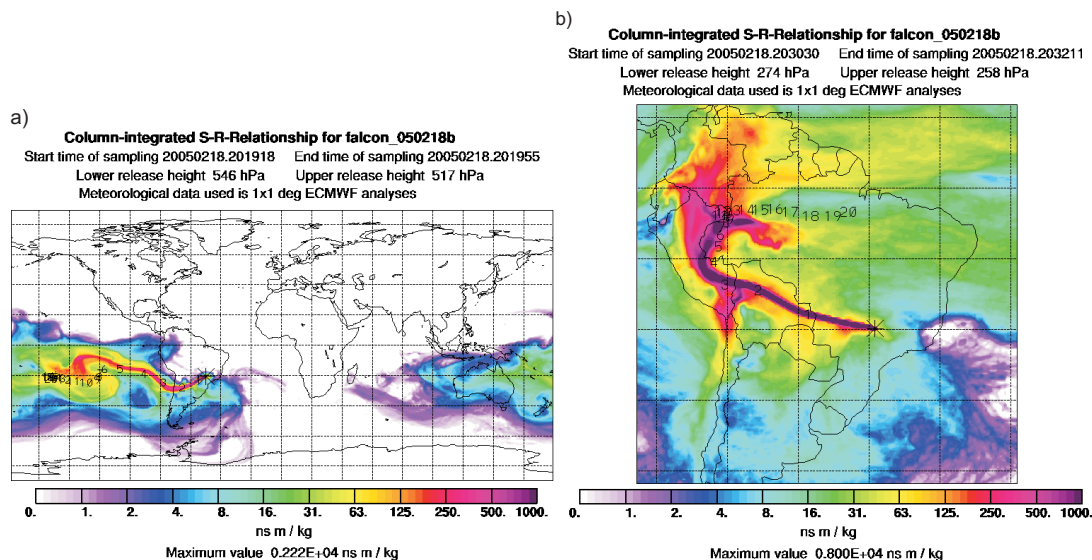 a)
Column-integrated S-R-Relationship for falcon_050218b
Start time of sampling 20050218.201918 End time of sampling 20050218.201955
Lower release height 546 hPa Upper release height 517 hPa
Meteorological data used is 1x1 deg ECMWF analyses
0. 1. 2. 4. 8. 16. 31. 63. 125. 250. 500. 1000.
ns m / kg
Maximum value 0.222E+04 ns m / kg
b)
Column-integrated S-R-Relationship for falcon_050218b
Start time of sampling 20050218.203030 End time of sampling 20050218.203211
Lower release height 274 hPa Upper release height 258 hPa
Meteorological data used is 1x1 deg ECMWF analyses
13 14 15 16 17 18 19 20
0. 1. 2. 4. 8. 16. 31. 63. 125. 250. 500. 1000.
ns m / kg
Maximum value 0.800E+04 ns m / kg